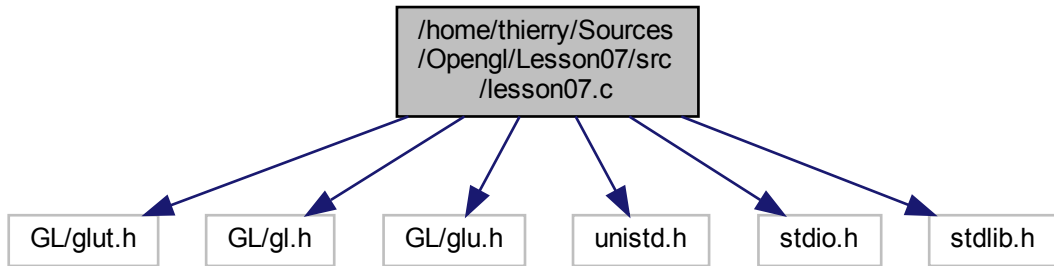 /home/thierry/Sources
/Opengl/Lesson07/src
/lesson07.c
GL/glut.h
GL/gl.h
GL/glu.h
unistd.h
stdio.h
stdlib.h